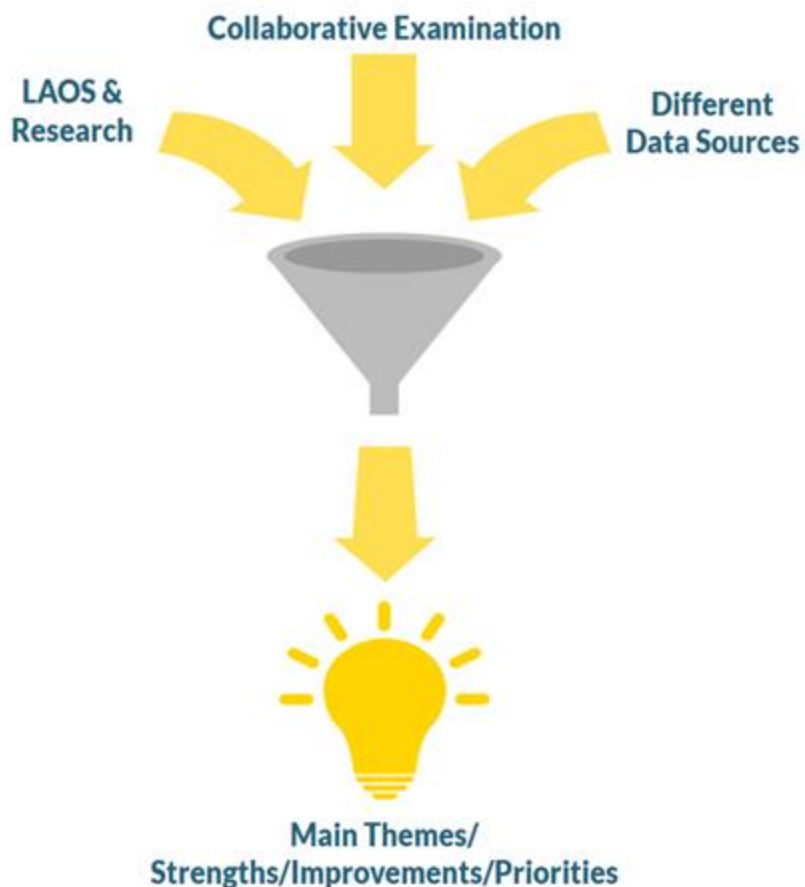 Collaborative Examination
LAOS &
Research
Different
Data Sources
Main Themes/
Strengths/Improvements/Priorities